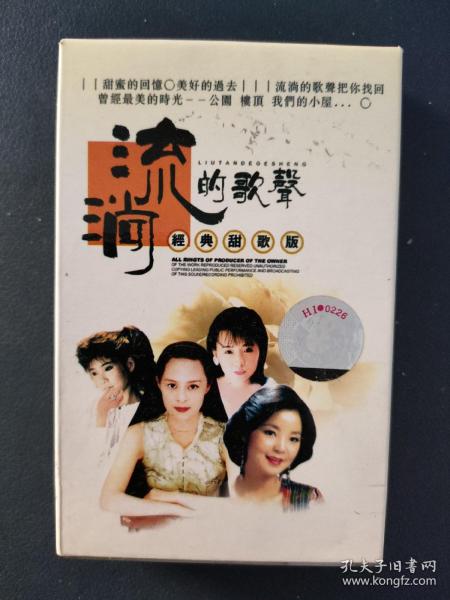 ||甜蜜的回憶〇美好的過去|||流淌的歌聲把你找回
曾經最美的時光--公園 樓頂 我們的小屋...〇
流淌的歌聲
LIUTANDEGESHENG
經典甜歌版
ALL RINGTS OF PRODUCER OF THE OWNER
OF THE WORK REPRODUCED RESERVED UNAUTHORIZED
COPYING LEASING PUBLIC PERFORMANCE AND BROADCASTING
OF THIS SOUNDRECORDING PROHIBITED
HI●0226
孔夫子旧书网
www.kongfz.com